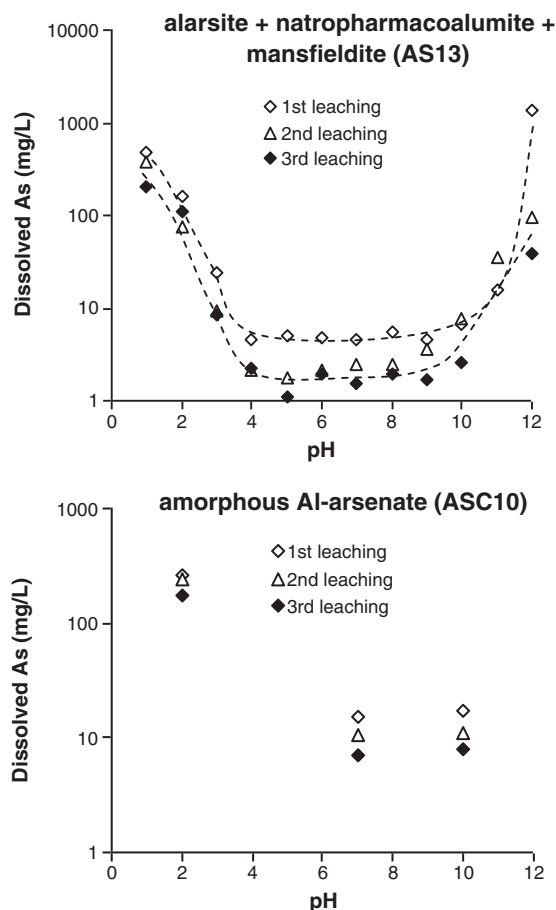 alarsite + natropharmacoalumite +
mansfieldite (AS13)
10000
1000
100
10
1
Dissolved As (mg/L)
1st leaching
2nd leaching
3rd leaching
0 2 4 6 8 10 12
pH
amorphous Al-arsenate (ASC10)
1000
100
10
1
Dissolved As (mg/L)
1st leaching
2nd leaching
3rd leaching
0 2 4 6 8 10 12
pH